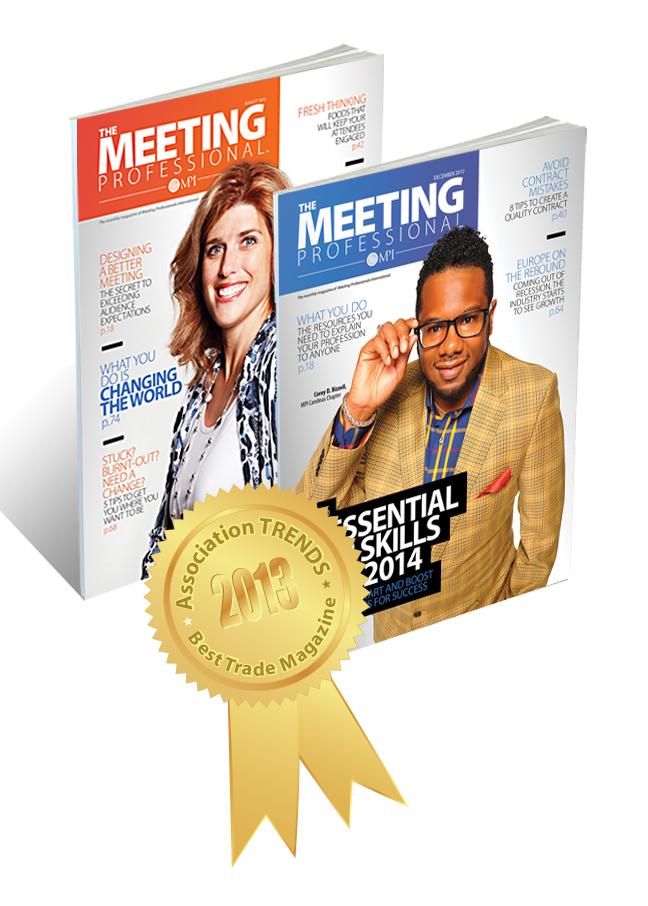 AUGUST 2013
THE
MEETING
PROFESSIONAL
MPI
The monthly magazine of Meeting Professionals International
FRESH THINKING
FOODS THAT
WILL KEEP YOUR
ATTENDEES
ENGAGED
p.42
DESIGNING
A BETTER
MEETING
THE SECRET TO
EXCEEDING
AUDIENCE
EXPECTATIONS
p.18
WHAT YOU
DO IS
CHANGING
THE WORLD
p.74
STUCK?
BURNT-OUT?
NEED A
CHANGE?
5 TIPS TO GET
YOU WHERE YOU
WANT TO BE
p.68
DECEMBER 2013
THE
MEETING
PROFESSIONAL
MPI
The monthly magazine of Meeting Professionals International
AVOID
CONTRACT
MISTAKES
8 TIPS TO CREATE A
QUALITY CONTRACT
p.40
EUROPE ON
THE REBOUND
COMING OUT OF
RECESSION, THE
INDUSTRY STARTS
TO SEE GROWTH
p.64
WHAT YOU DO
THE RESOURCES YOU
NEED TO EXPLAIN
YOUR PROFESSION
TO ANYONE
p.18
Corey D. Bizzell,
MPI Carolinas Chapter
SSENTIAL
SKILLS
2014
ART AND BOOST
S FOR SUCCESS
Association TRENDS
2013
Best Trade Magazine